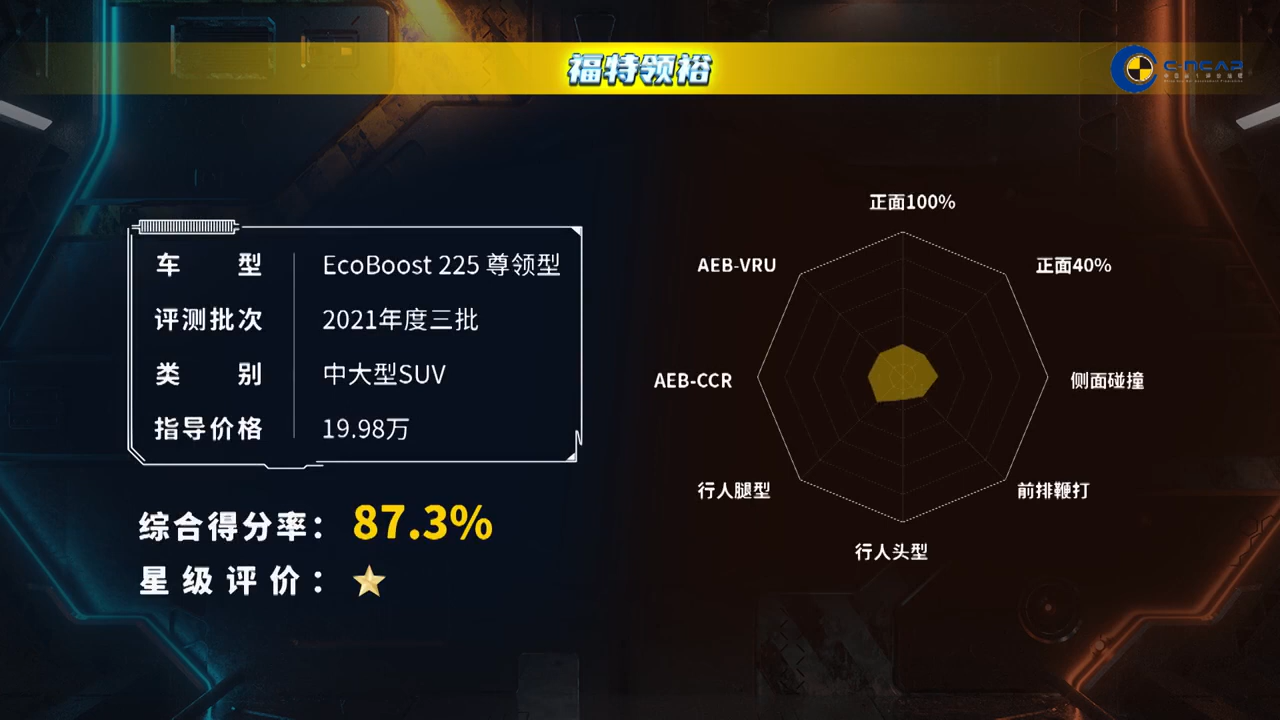 福特领裕
C-NCAP
车型 EcoBoost 225 尊领型
评测批次 2021年度三批
类别 中大型SUV
指导价格 19.98万
综合得分率： 87.3%
星级评价：
正面100%
AEB-VRU
正面40%
AEB-CCR
侧面碰撞
行人腿型
前排鞭打
行人头型